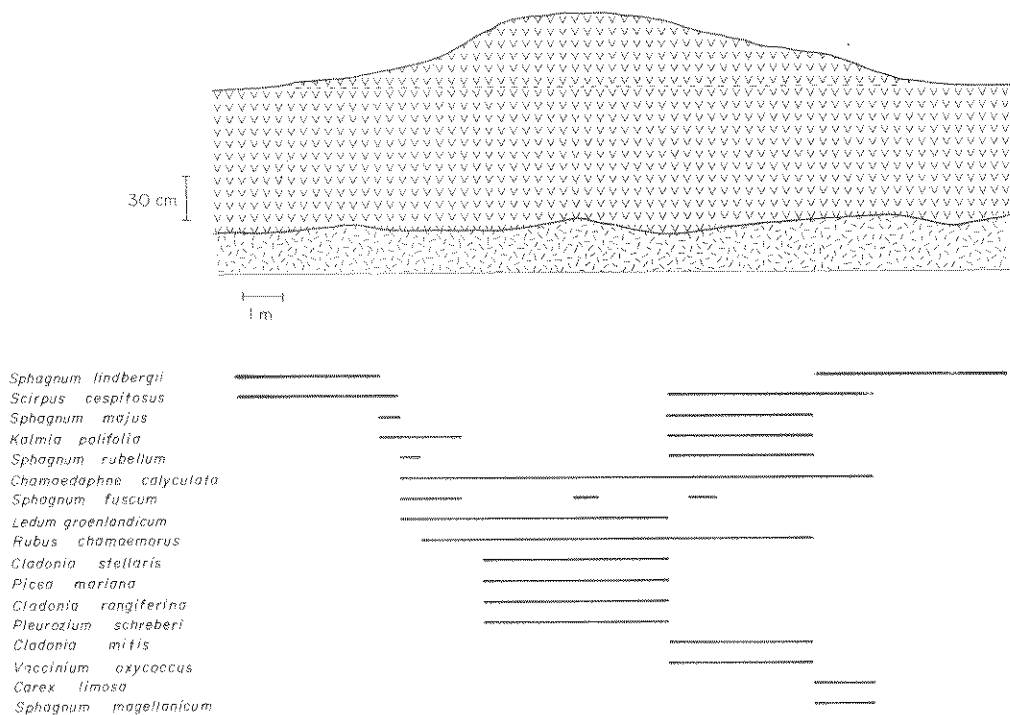 30 cm
1 m
Sphagnum lindbergii
Scirpus cespitosus
Sphagnum majus
Kalmia polifolia
Sphagnum rubellum
Chamaedaphne calyculata
Sphagnum fuscum
Ledum groenlandicum
Rubus chamaemorus
Cladonia stellaris
Picea mariana
Cladonia rangiferina
Pleurozium schreberi
Cladonia mitis
Vaccinium oxycoccus
Carex limosa
Sphagnum magellanicum